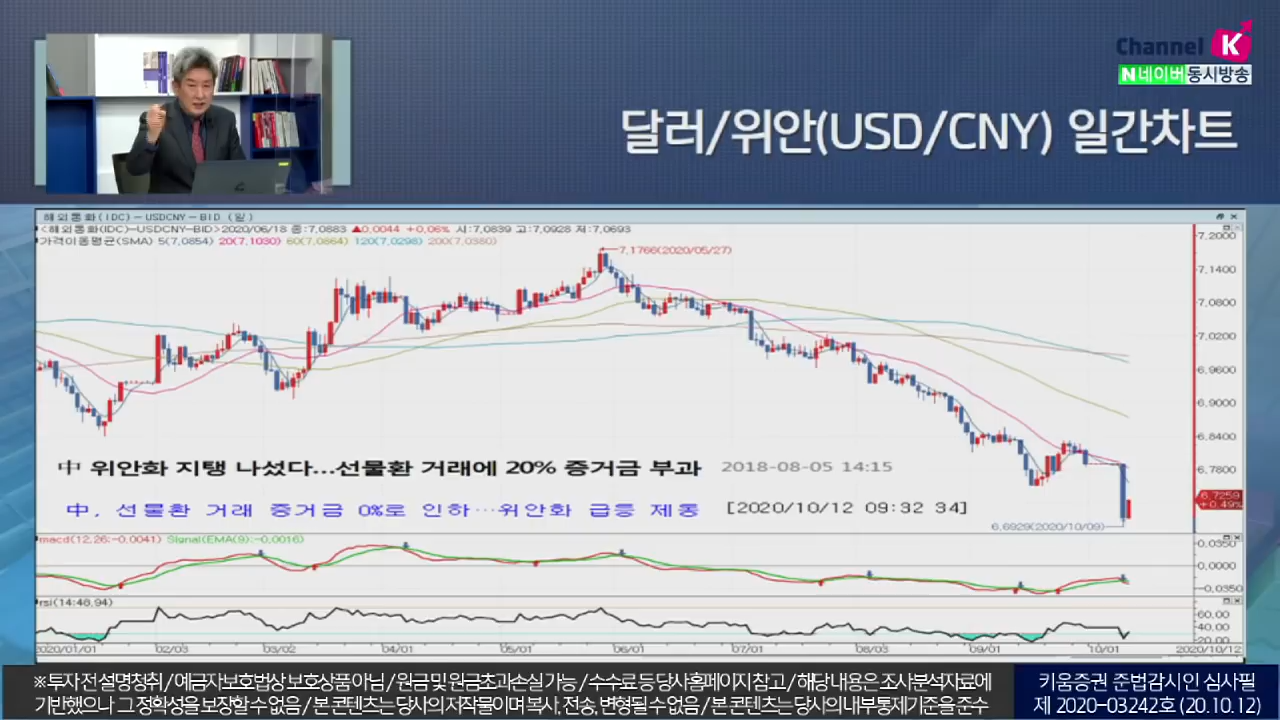 Channel K
N 네이버 동시방송
달러/위안(USD/CNY) 일간차트
해외통화(IDC) - USDCNY - BID (일)
<해외통화(IDC)-USDCNY-BID>2020/06/18 종:7,0883 ▲0,0044 +0,06% 시:7,0839 고:7,0928 저:7,0693
가격이동평균(SMA) 5(7,0854) 20(7,1030) 60(7,0864) 120(7,0298) 200(7,0380)
7,2000
7,1766(2020/05/27)
7,1400
7,0800
7,0200
6,9600
6,9000
6,8400
6,7800
中 위안화 지탱 나섰다...선물환 거래에 20% 증거금 부과 2018-08-05 14:15
6,7259
+0,49%
中, 선물환 거래 증거금 0%로 인하…위안화 급등 제동 [2020/10/12 09:32 34]
6,6929(2020/10/09)
macd(12,26:-0,0041) Signal(EMA(9):-0,0016)
0,0350
0,0000
-0,0350
rsi(14:48,94)
60,00
40,00
20,00
2020/01/01 02/03 03/02 04/01 05/01 06/01 07/01 08/03 09/01 10/01 2020/10/12
※ 투자 전 설명청취 / 예금자보호법상 보호상품 아님 / 원금 및 원금초과손실 가능 / 수수료 등 당사홈페이지 참고 / 해당 내용은 조사분석자료에
기반했으나 그 정확성을 보장할 수 없음 / 본 콘텐츠는 당사의 저작물이며 복사, 전송, 변형될 수 없음 / 본 콘텐츠는 당사의 내부통제기준을 준수
키움증권 준법감시인 심사필
제 2020-03242호 (20.10.12)